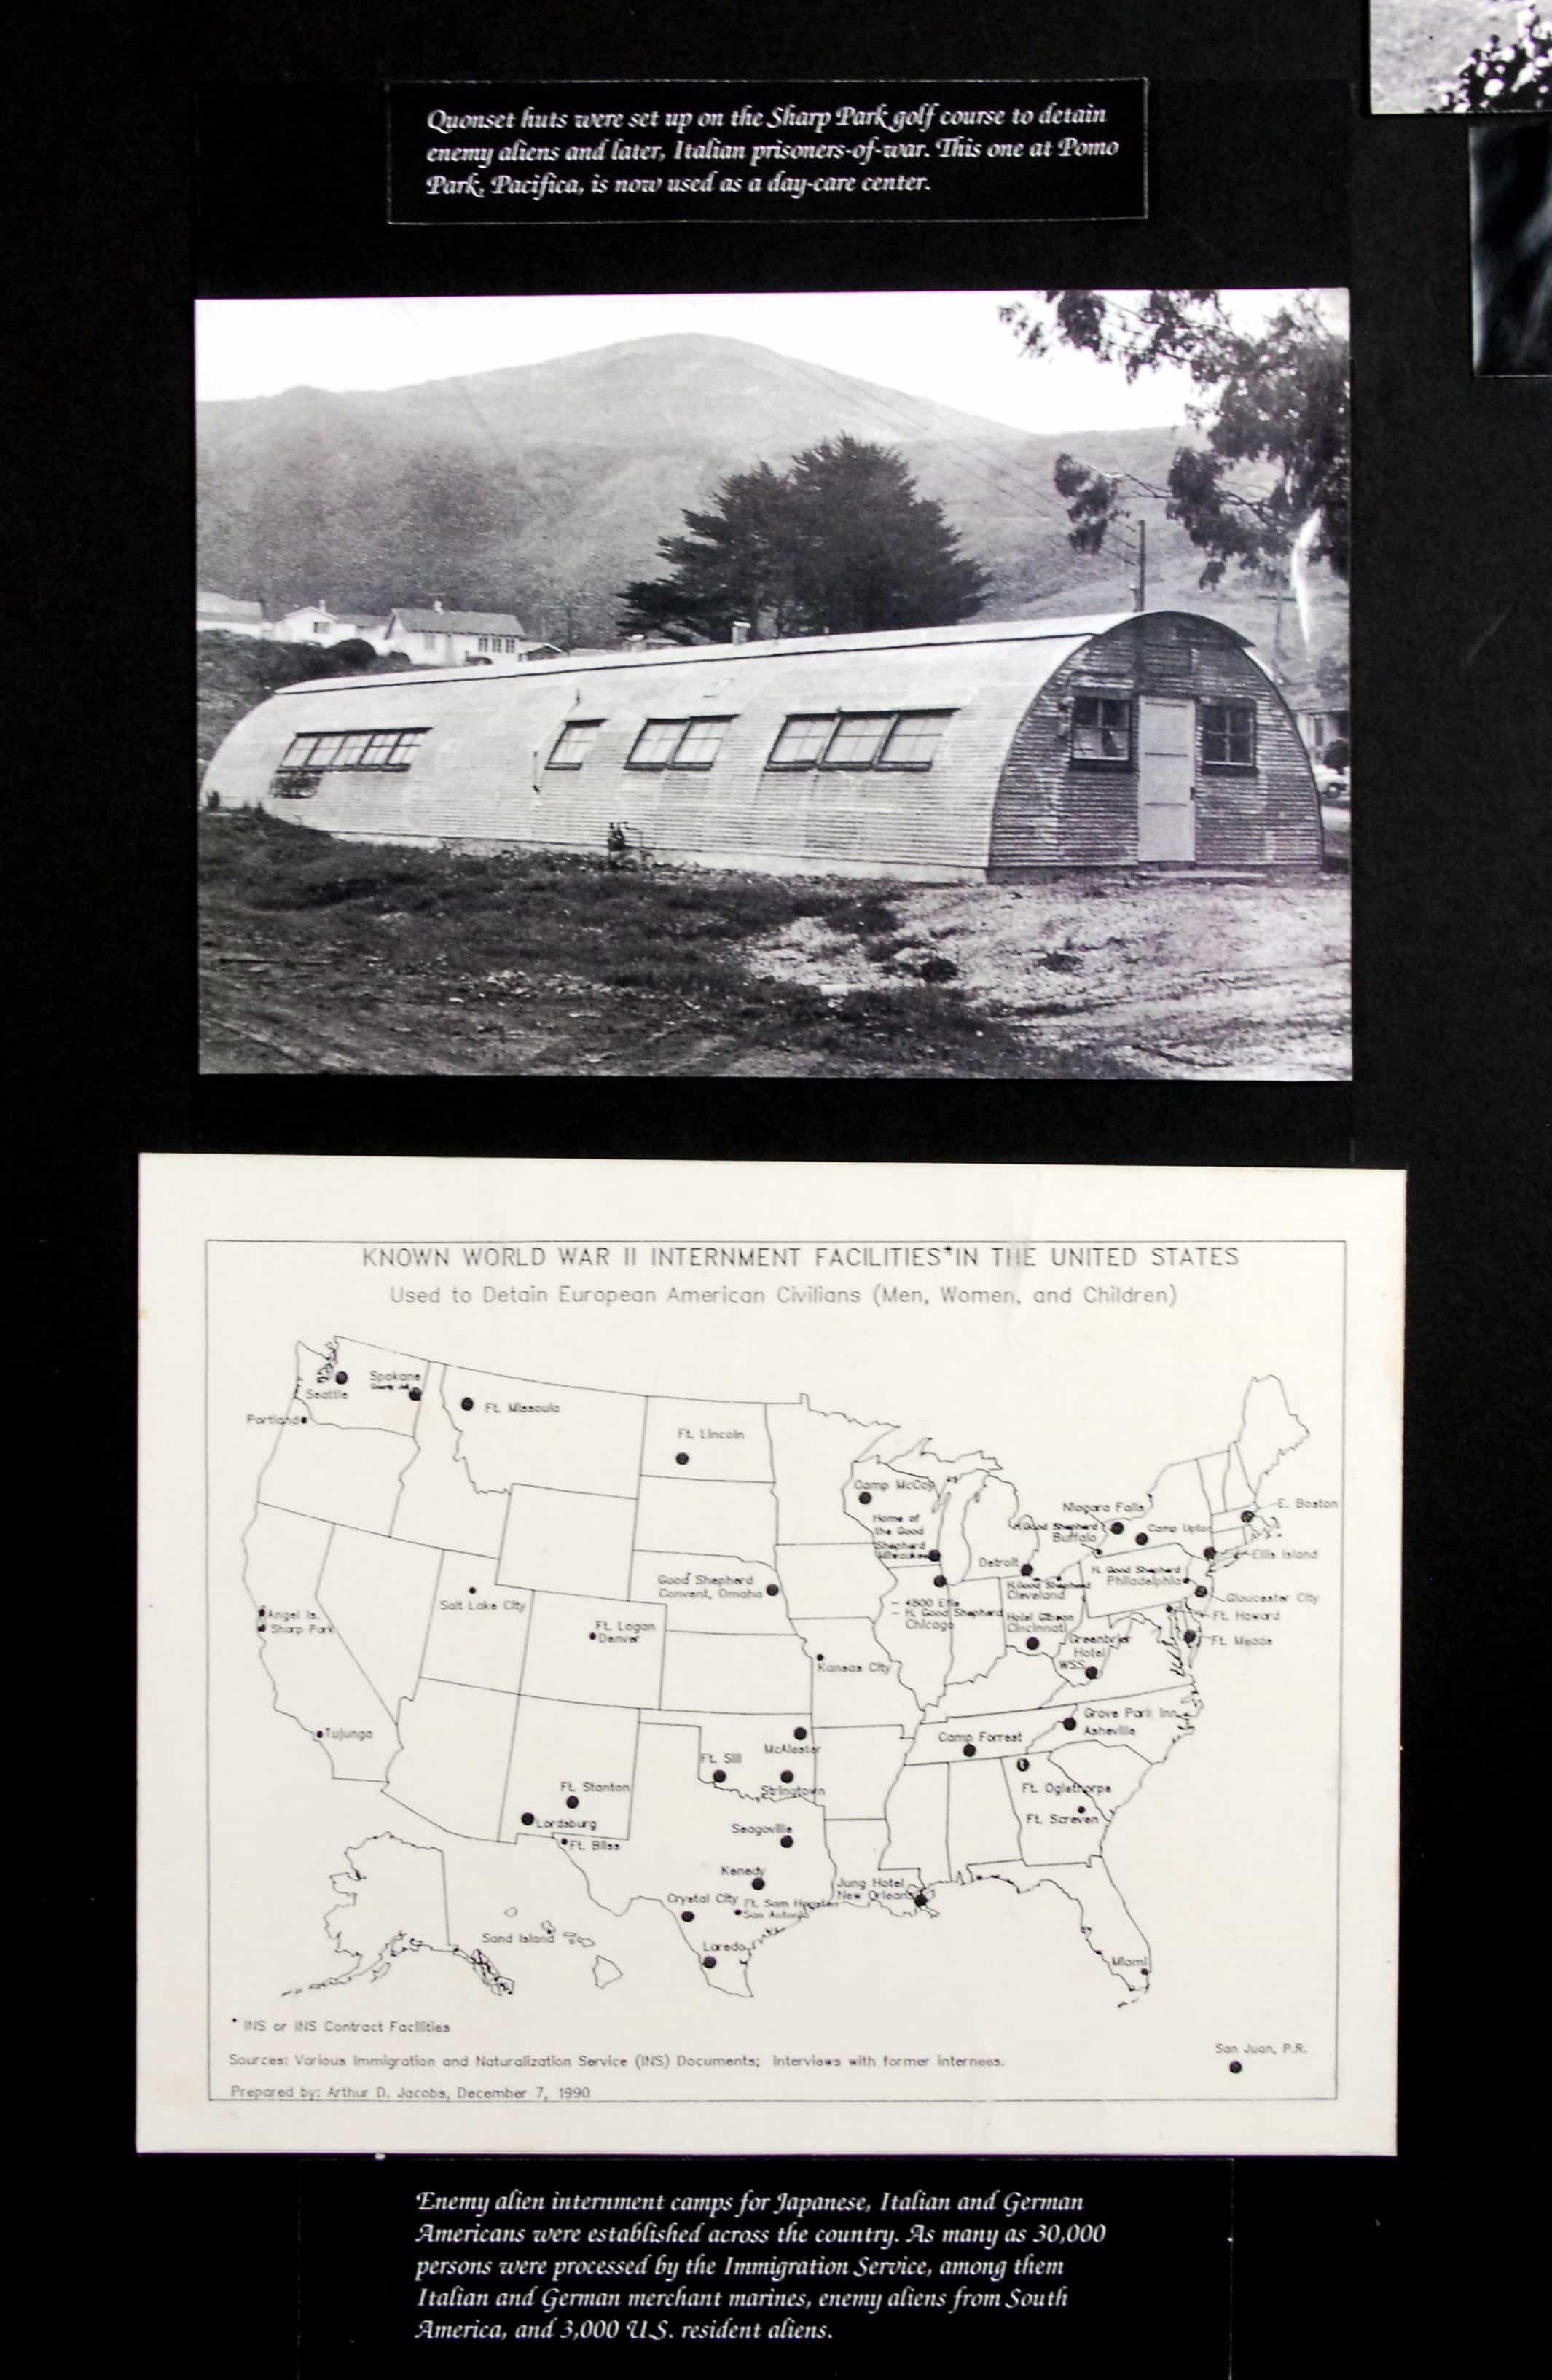 Quonset huts were set up on the Sharp Park golf course to detain
enemy aliens and later, Italian prisoners-of-war. This one at Pomo
Park, Pacifica, is now used as a day-care center.
KNOWN WORLD WAR II INTERNMENT FACILITIES*IN THE UNITED STATES
Used to Detain European American Civilians (Men, Women, and Children)
Seattle
Spokane
Portland
Ft. Missoula
Ft. Lincoln
Camp McCoy
Home of
the Good
Shepherd
Milwaukee
Niagara Falls
H. Good Shepherd
Buffalo
Camp Upton
E. Boston
Ellis Island
Detroit
H. Good Shepherd
Cleveland
H. Good Shepherd
Philadelphia
Gloucester City
Ft. Howard
Ft. Meade
Good Shepherd
Convent, Omaha
- 4800 Ellis
- H. Good Shepherd
Chicago
Hotel Gibson
Cincinnati
Greenbrier
Hotel
WSS
Salt Lake City
Angel Is.
Sharp Park
Ft. Logan
Denver
Kansas City
Tujunga
Grove Park Inn
Asheville
Camp Forrest
McAlester
Ft. Sill
Stringtown
Ft. Oglethorpe
Ft. Screven
Ft. Stanton
Lordsburg
Ft. Bliss
Seagoville
Kenedy
Crystal City
Ft. Sam Houston
San Antonio
Jung Hotel
New Orleans
Laredo
Sand Island
Miami
* INS or INS Contract Facilities
San Juan, P.R.
Sources: Various Immigration and Naturalization Service (INS) Documents; Interviews with former internees.
Prepared by: Arthur D. Jacobs, December 7, 1990
Enemy alien internment camps for Japanese, Italian and German
Americans were established across the country. As many as 30,000
persons were processed by the Immigration Service, among them
Italian and German merchant marines, enemy aliens from South
America, and 3,000 U.S. resident aliens.